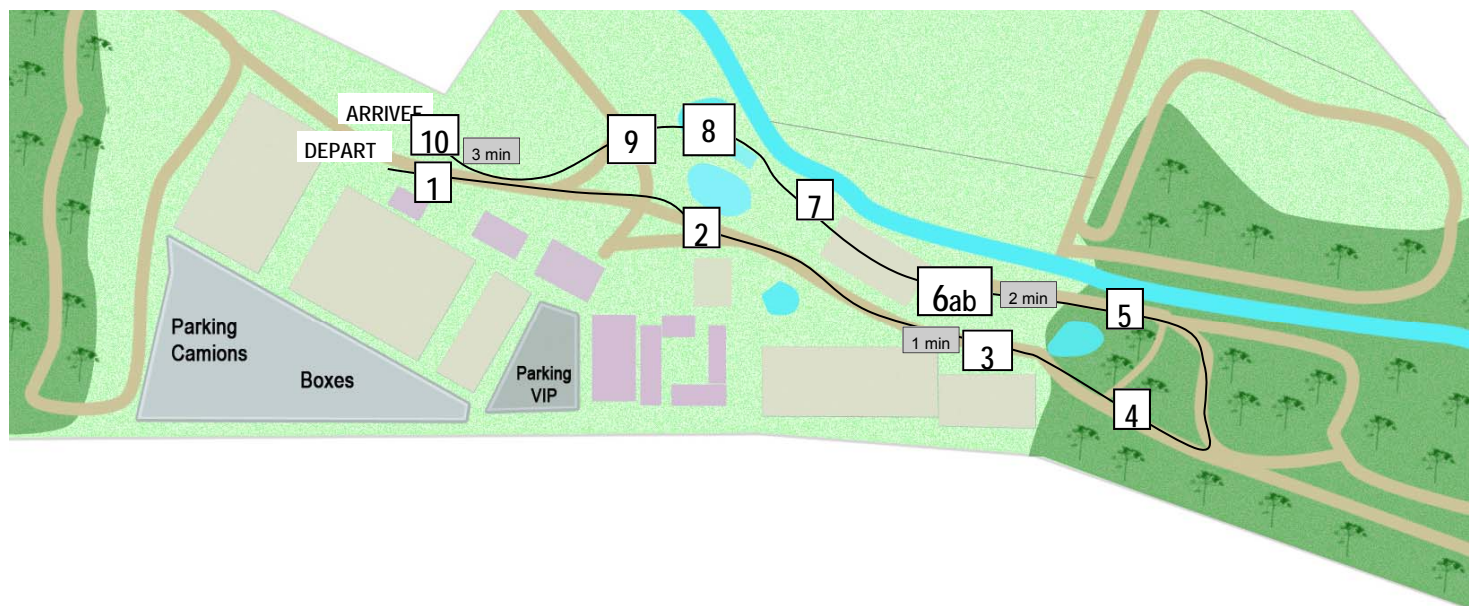 ARRIVEE
10
9
8
3 min
DEPART
1
7
2
6ab
2 min
5
1 min
3
4
Parking
Camions
Boxes
Parking
VIP